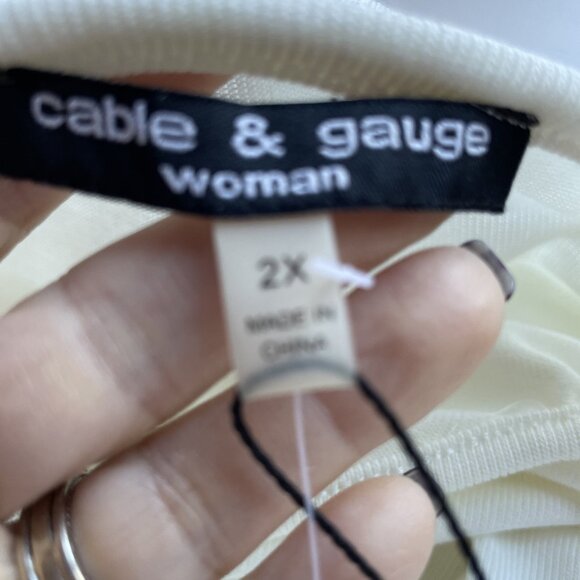 cable & gauge
woman
2X
MADE IN
CHINA